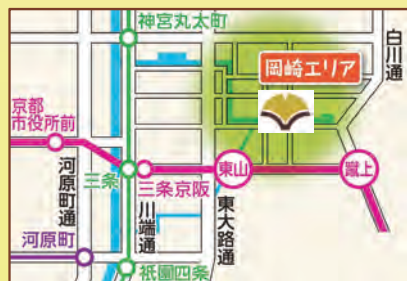 神宮丸太町
岡崎エリア
白川通
京都
市役所前
河原町通
三条
三条京阪
川端通
東山
東大路通
蹴上
河原町
祇園四条